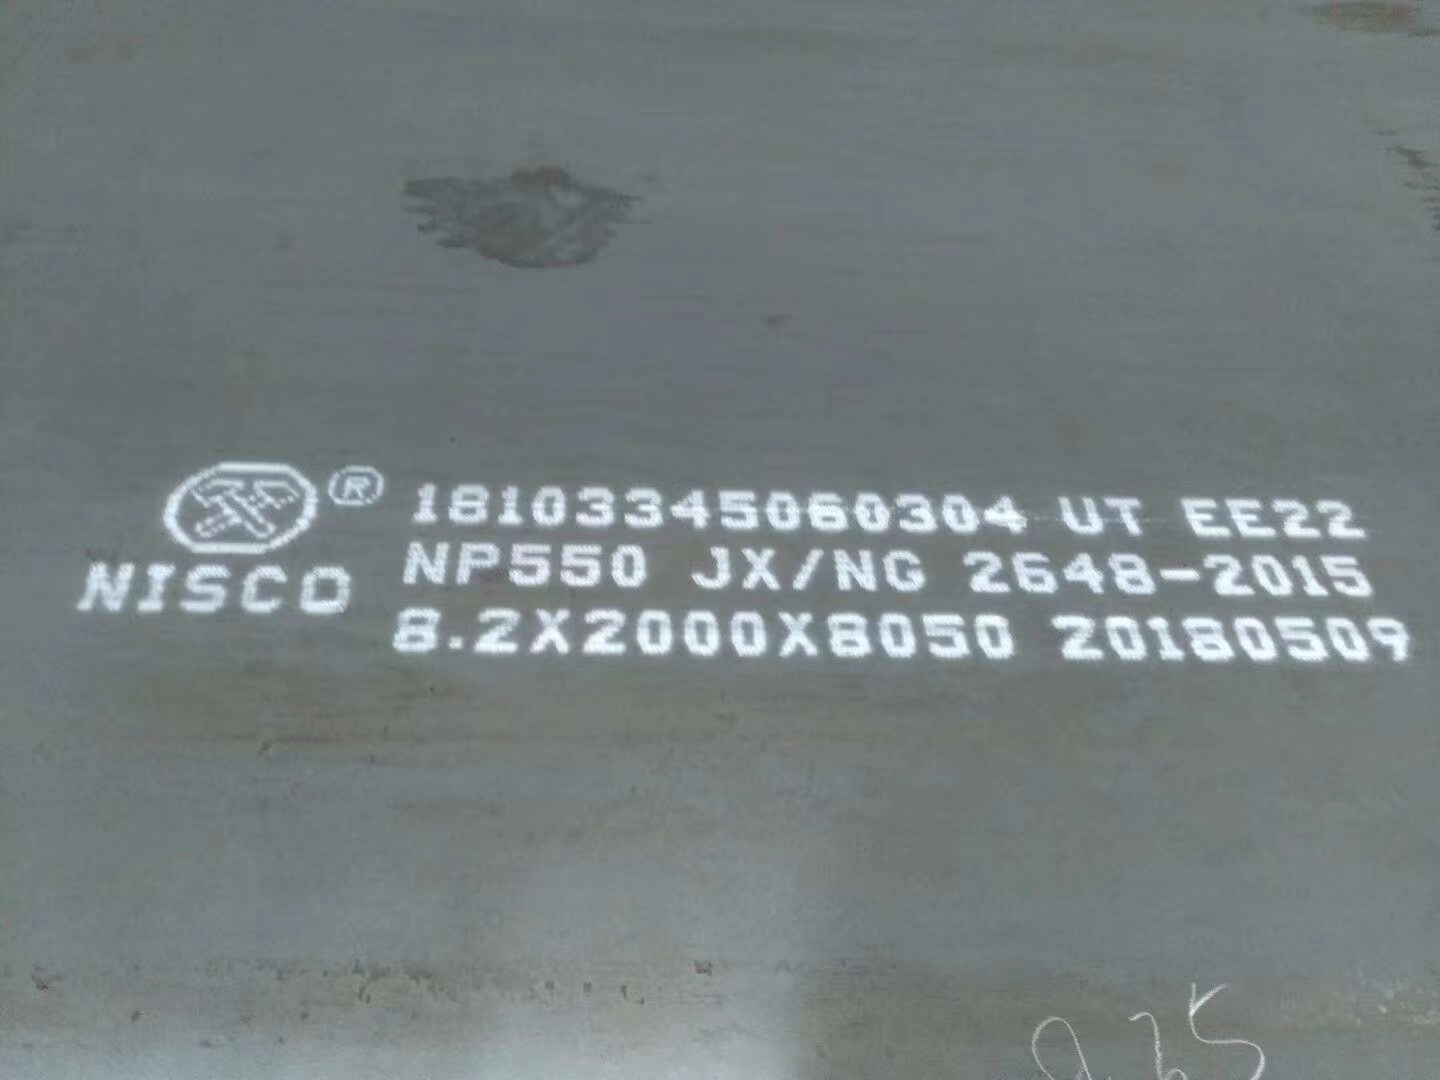 ® 18103345060304 UT EE22
NISCO NP550 JX/NG 2648-2015
8.2X2000X8050 20180509